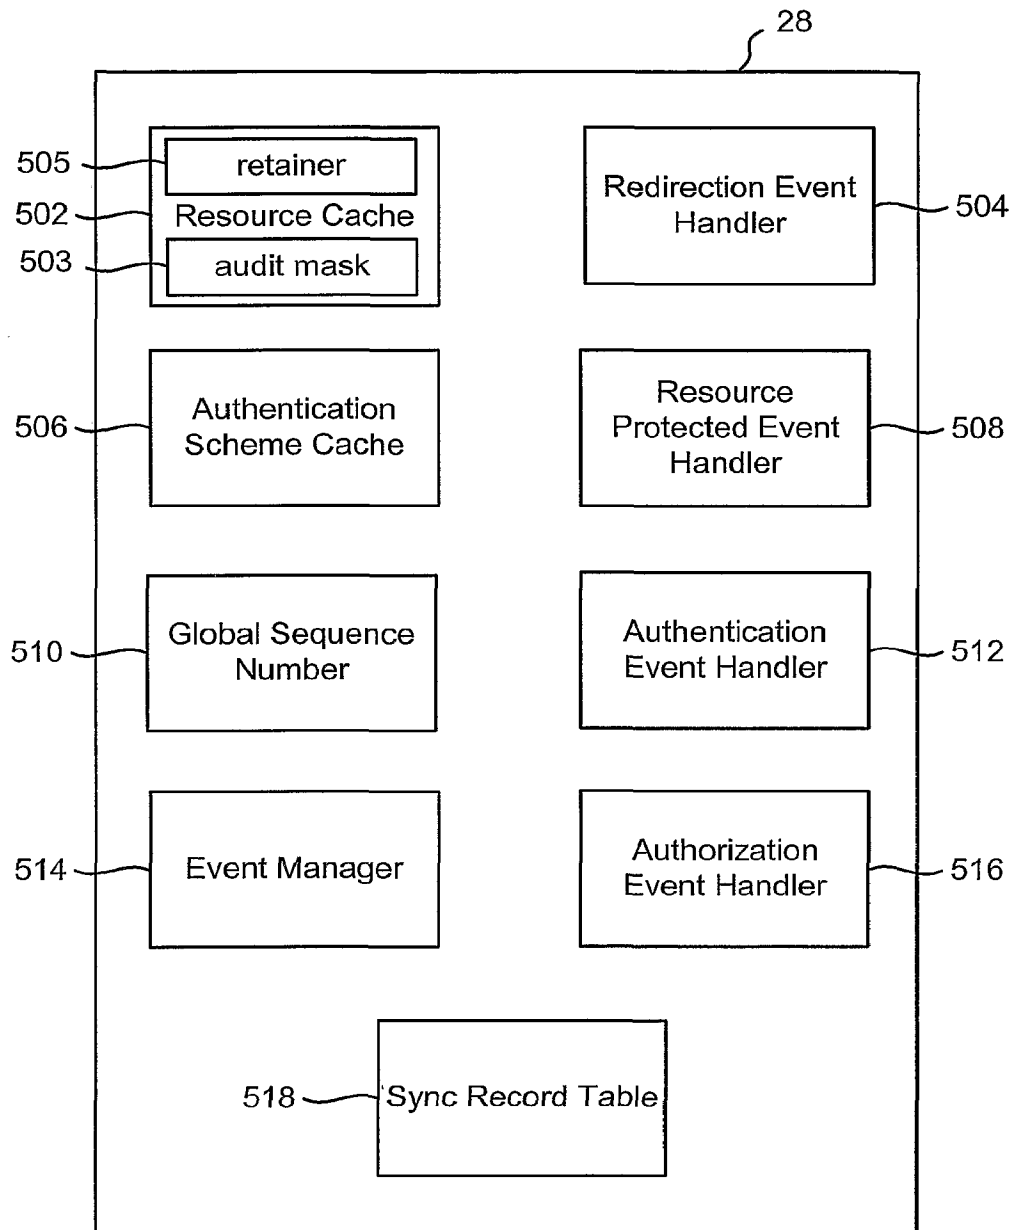 28
505
retainer
502
Resource Cache
503
audit mask
Redirection Event
Handler
504
506
Authentication
Scheme Cache
Resource
Protected Event
Handler
508
510
Global Sequence
Number
Authentication
Event Handler
512
514
Event Manager
Authorization
Event Handler
516
518
Sync Record Table